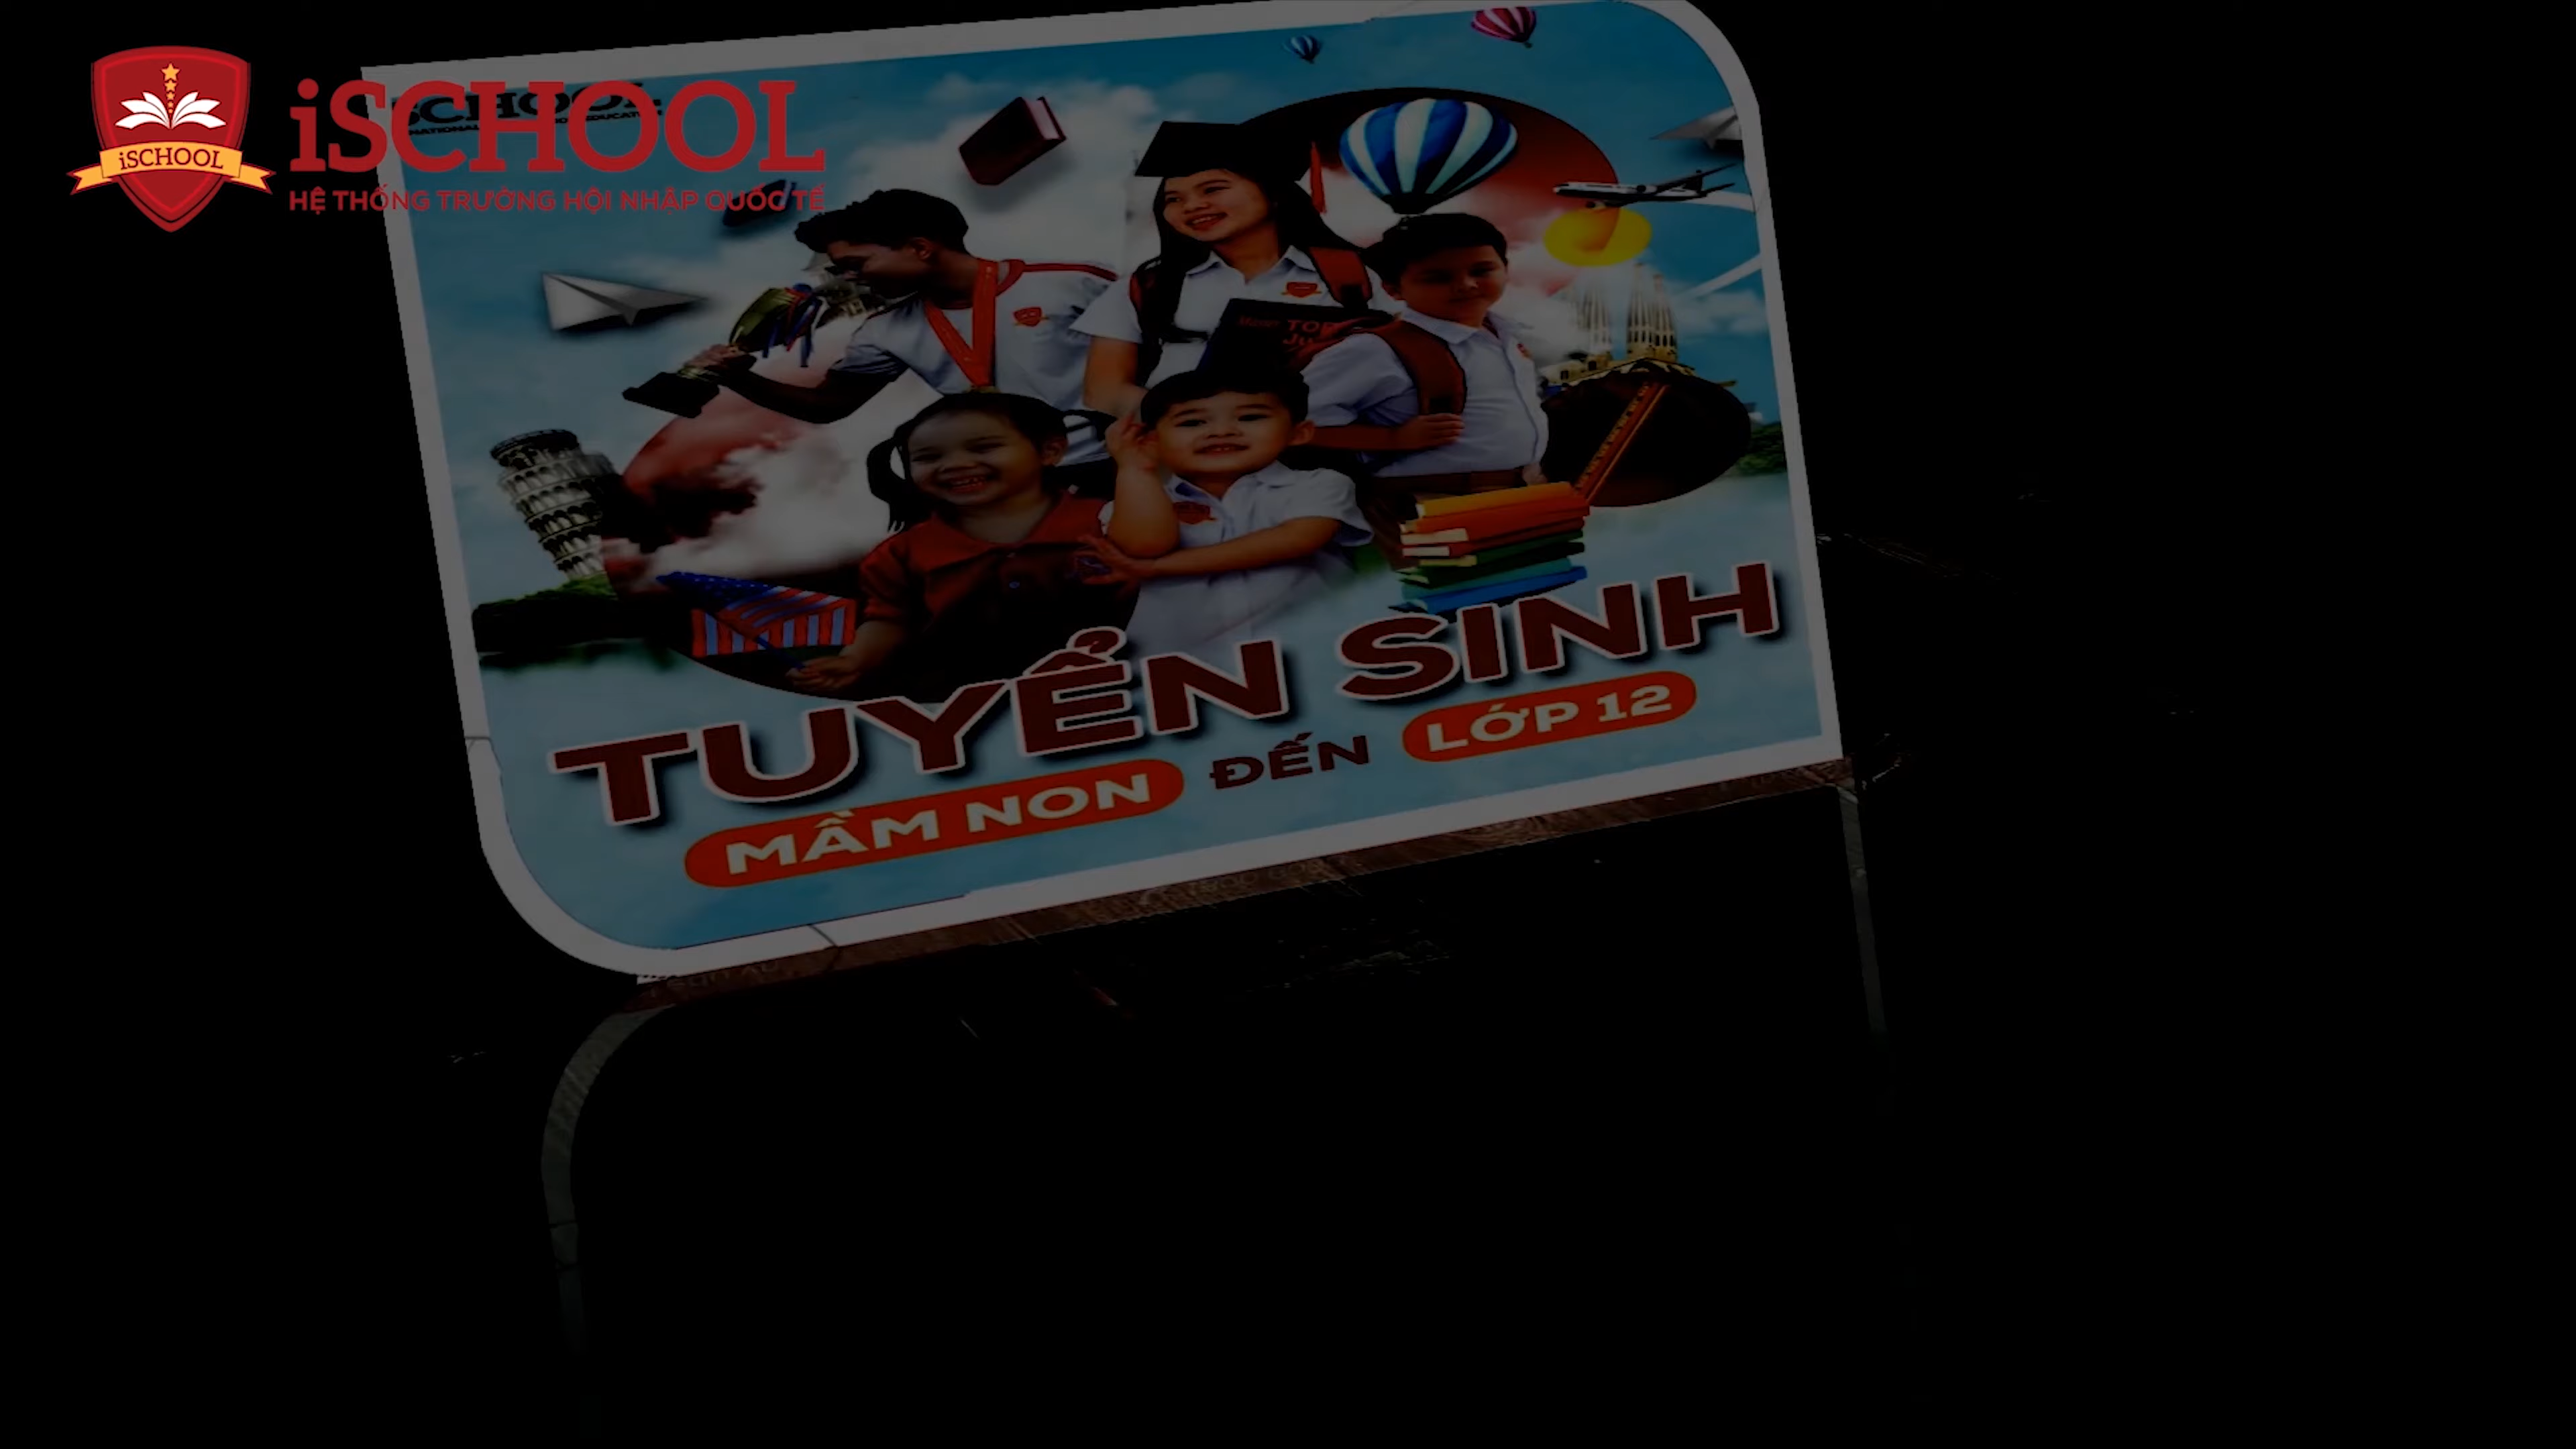 iSCHOOL
iSCHOOL
HỆ THỐNG TRƯỜNG HỘI NHẬP QUỐC TẾ
TUYỂN SINH
MẦM NON ĐẾN LỚP 12